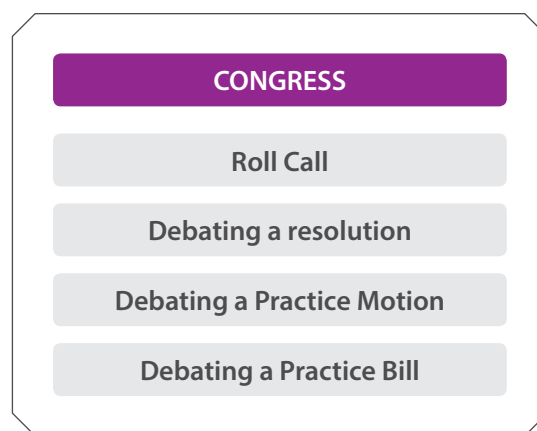 CONGRESS
Roll Call
Debating a resolution
Debating a Practice Motion
Debating a Practice Bill